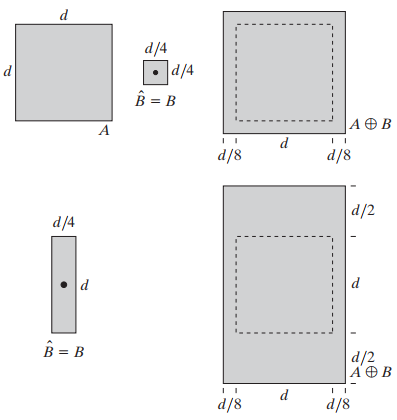 d
d
A
d/4
d/4
B̂ = B
A ⊕ B
d
d/8
d/8
d/4
d
B̂ = B
d/2
d
d/2
A ⊕ B
d
d/8
d/8